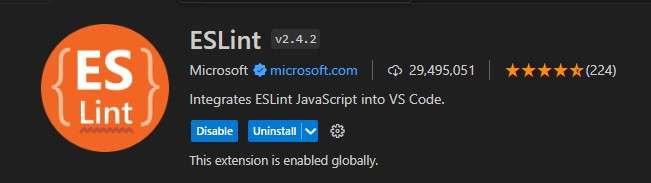 ES
Lint
ESLint v2.4.2
Microsoft microsoft.com 29,495,051 (224)
Integrates ESLint JavaScript into VS Code.
Disable Uninstall
This extension is enabled globally.